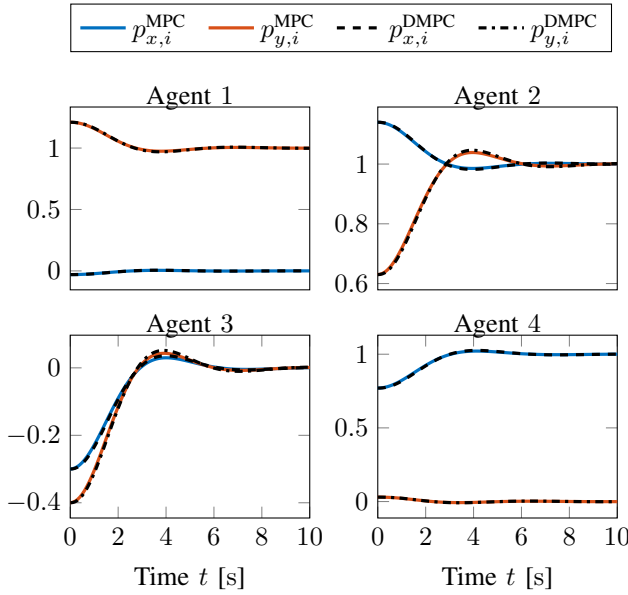 p_{x,i}^{MPC} p_{y,i}^{MPC} p_{x,i}^{DMPC} p_{y,i}^{DMPC}
Agent 1 Agent 2
1
0.5
0
1
0.8
0.6
Agent 3 Agent 4
0
−0.2
−0.4
1
0.5
0
0 2 4 6 8 10 0 2 4 6 8 10
Time t [s] Time t [s]